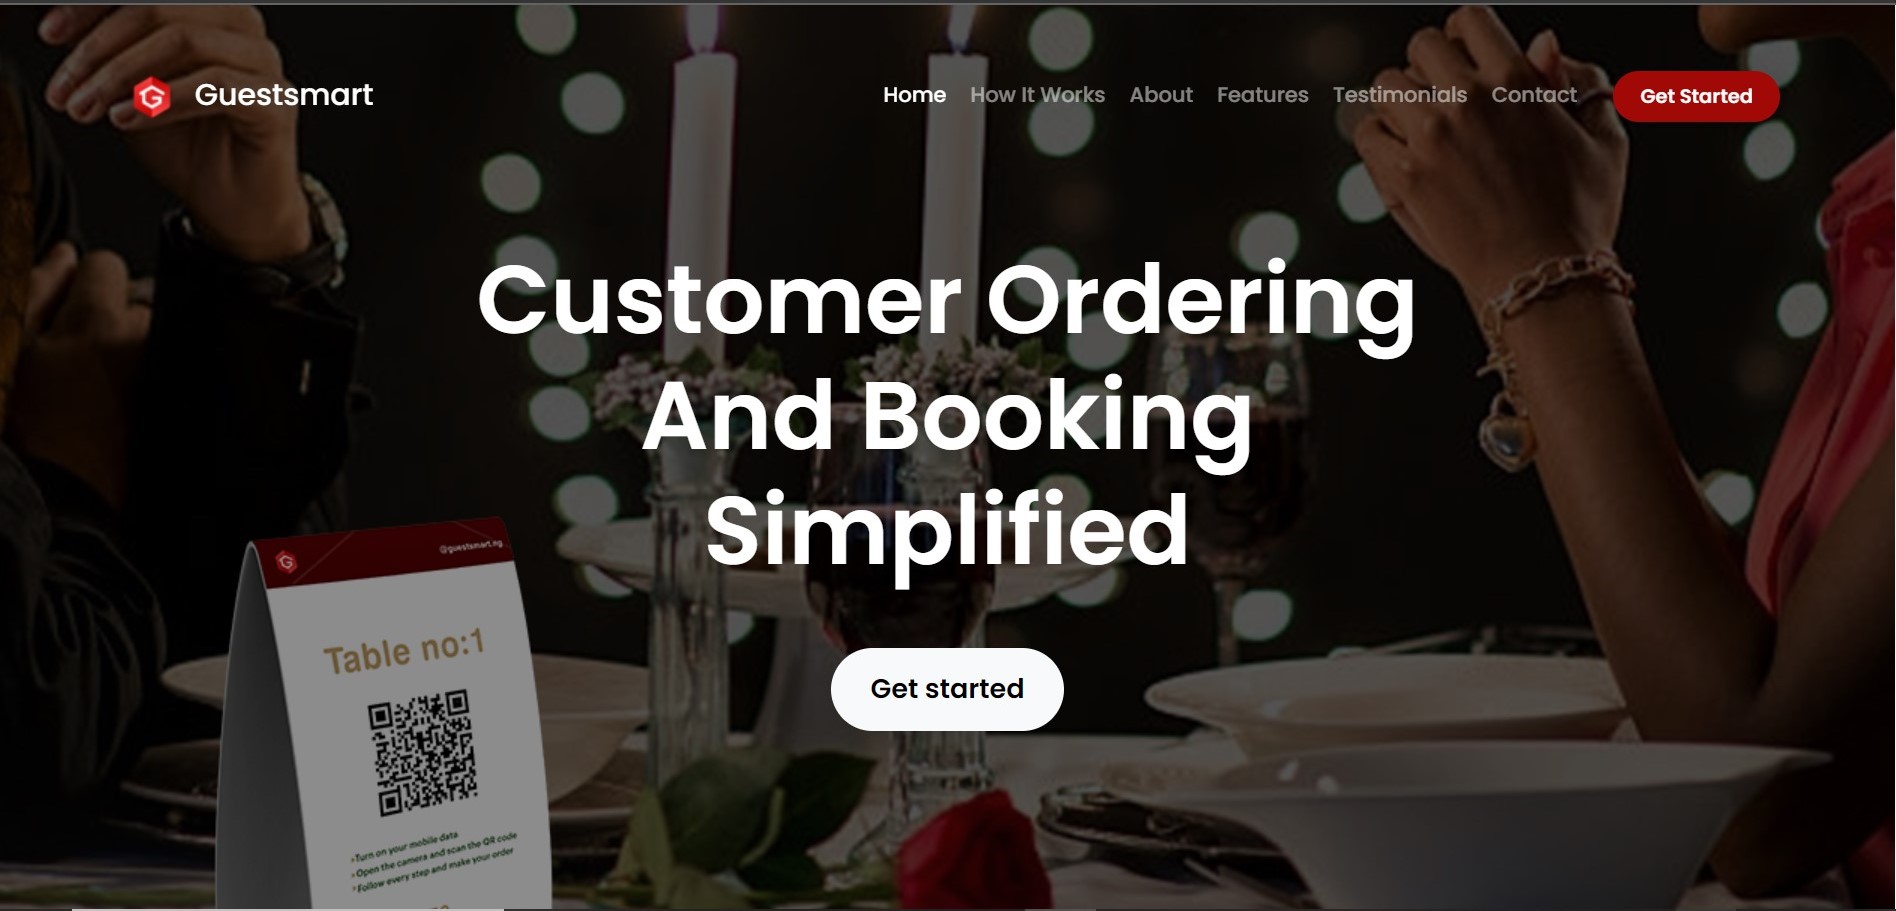 Guestsmart
Home How It Works About Features Testimonials Contact Get Started
Customer Ordering
And Booking
Simplified
Get started
@guestsmart.ng
Table no:1
Turn on your mobile data
Open the camera and scan the QR code
Follow every step and make your order